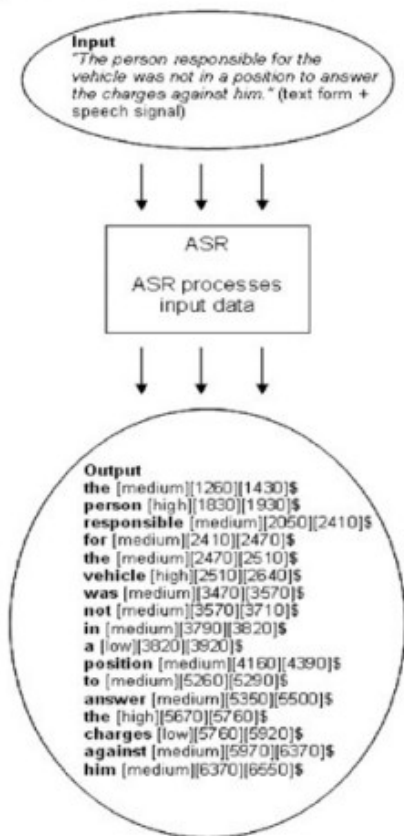 Input
"The person responsible for the
vehicle was not in a position to answer
the charges against him." (text form +
speech signal)
ASR
ASR processes
input data
Output
the [medium][1260][1430]$
person [high][1830][1930]$
responsible [medium][2050][2410]$
for [medium][2410][2470]$
the [medium][2470][2510]$
vehicle [high][2510][2640]$
was [medium][3470][3570]$
not [medium][3570][3710]$
in [medium][3790][3820]$
a [low][3820][3920]$
position [medium][4160][4390]$
to [medium][5260][5290]$
answer [medium][5350][5500]$
the [high][5670][5760]$
charges [low][5760][5920]$
against [medium][5970][6370]$
him [medium][6370][6550]$